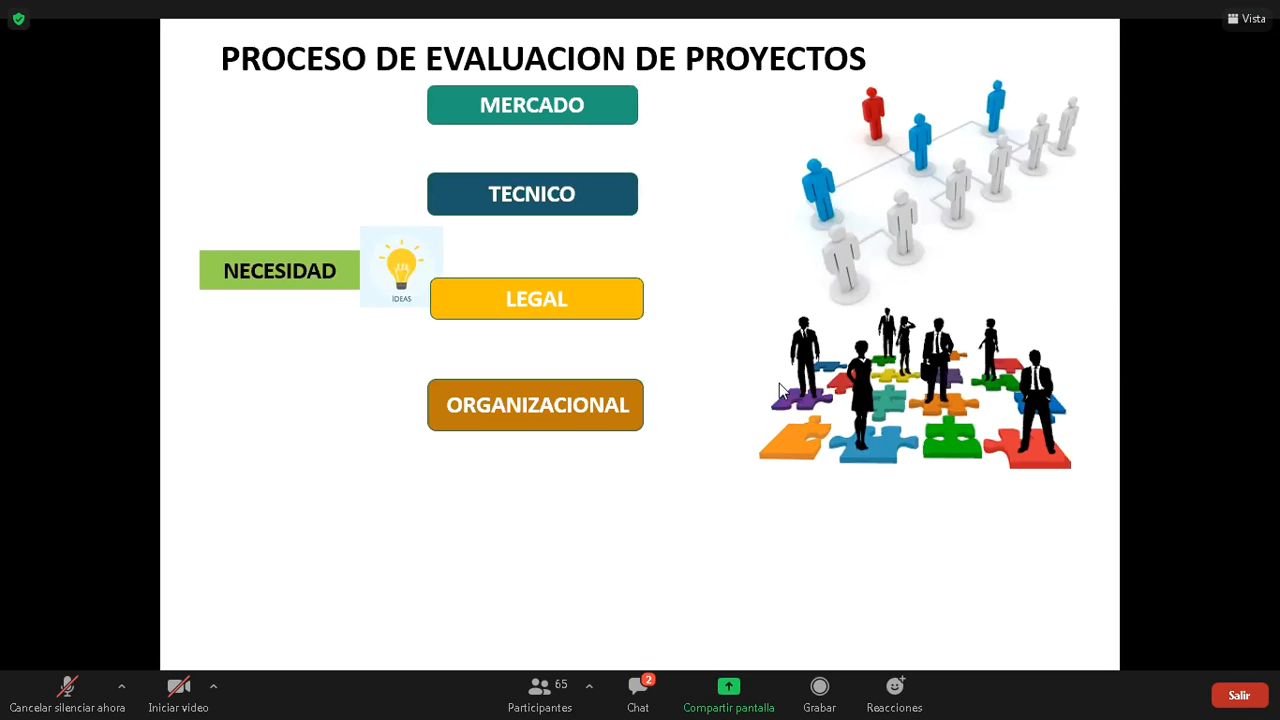 Vista
PROCESO DE EVALUACION DE PROYECTOS
MERCADO
TECNICO
NECESIDAD
IDEAS
LEGAL
ORGANIZACIONAL
Cancelar silenciar ahora
Iniciar video
65
Participantes
2
Chat
Compartir pantalla
Grabar
Reacciones
Salir